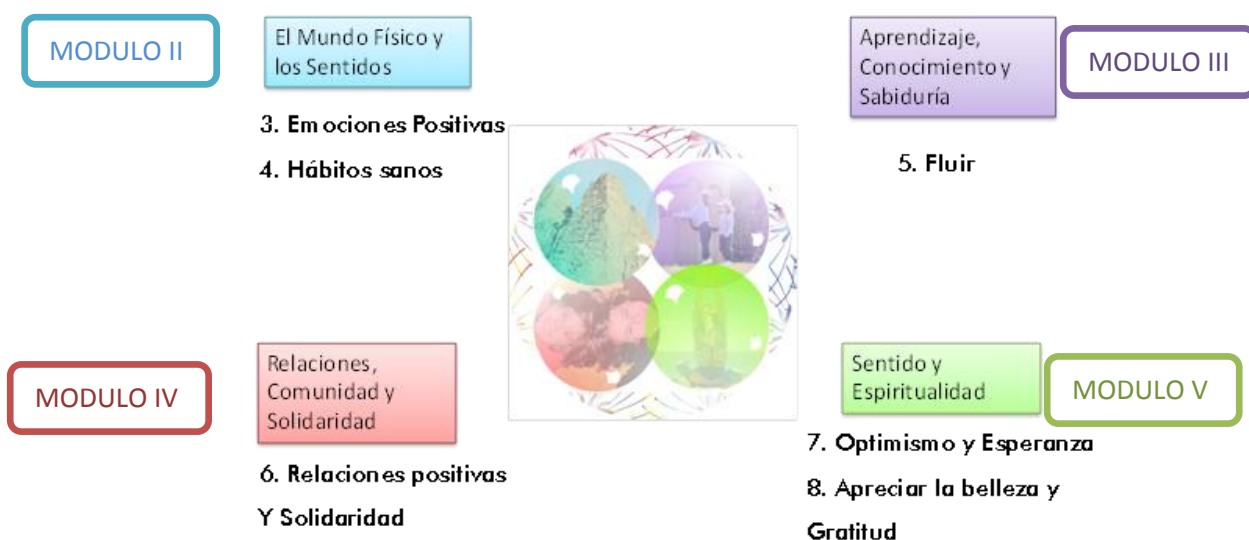 MODULO II
El Mundo Físico y
los Sentidos
3. Emociones Positivas
4. Hábitos sanos
Aprendizaje,
Conocimiento y
Sabiduría
MODULO III
5. Fluir
MODULO IV
Relaciones,
Comunidad y
Solidaridad
6. Relaciones positivas
Y Solidaridad
Sentido y
Espiritualidad
MODULO V
7. Optimismo y Esperanza
8. Apreciar la belleza y
Gratitud